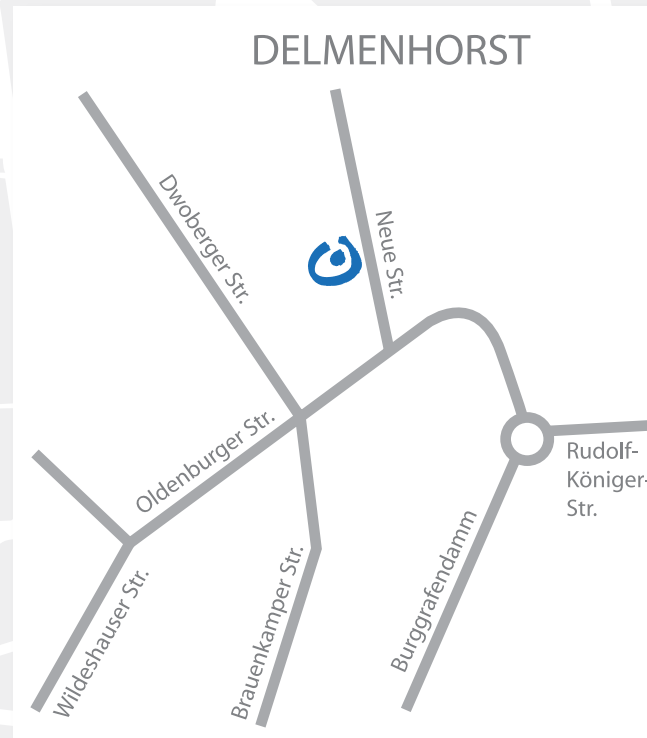 DELMENHORST
Dwoberger Str.
Neue Str.
Oldenburger Str.
Rudolf-
Königer-
Str.
Wildeshauser Str.
Brauenkamper Str.
Burggrafendamm